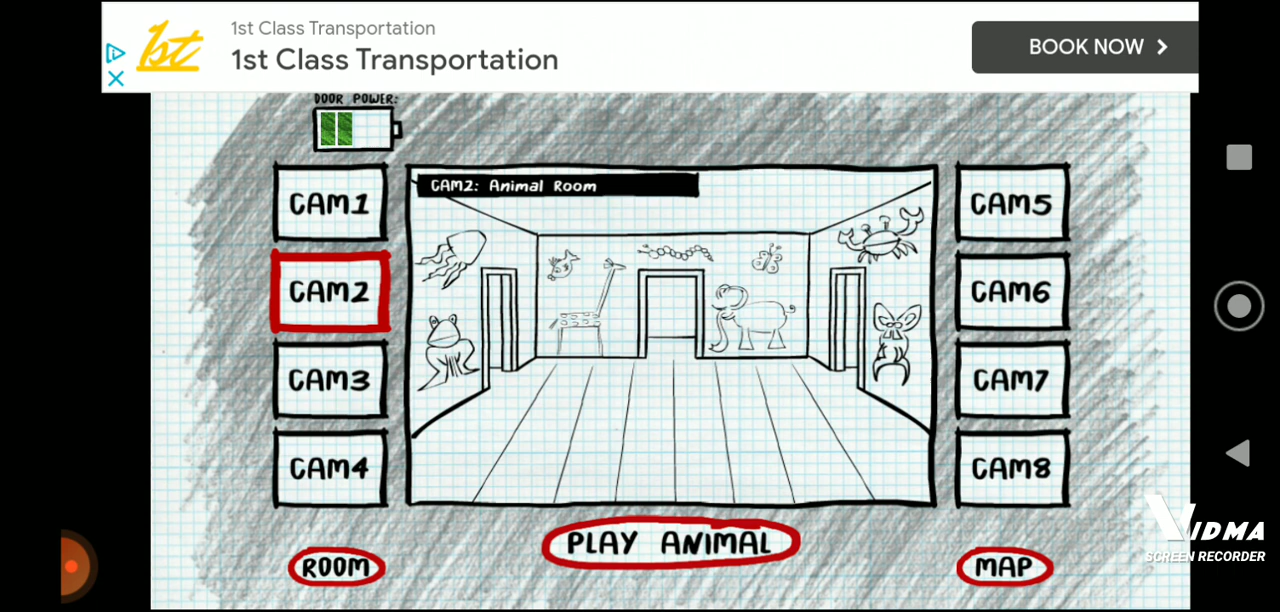 1st
1st Class Transportation
1st Class Transportation
BOOK NOW
DOOR POWER:
CAM1
CAM2
CAM3
CAM4
CAM2: Animal Room
CAM5
CAM6
CAM7
CAM8
PLAY ANIMAL
ROOM
MAP
VIDMA
SCREEN RECORDER